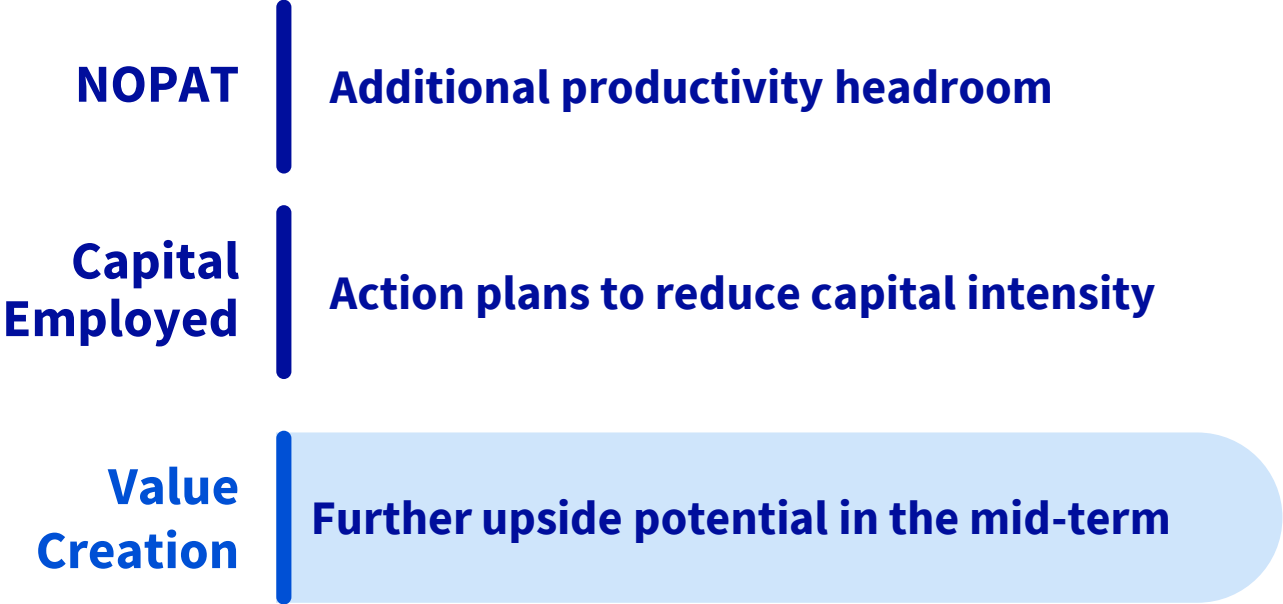 NOPAT
Additional productivity headroom
Capital
Employed
Action plans to reduce capital intensity
Value
Creation
Further upside potential in the mid-term